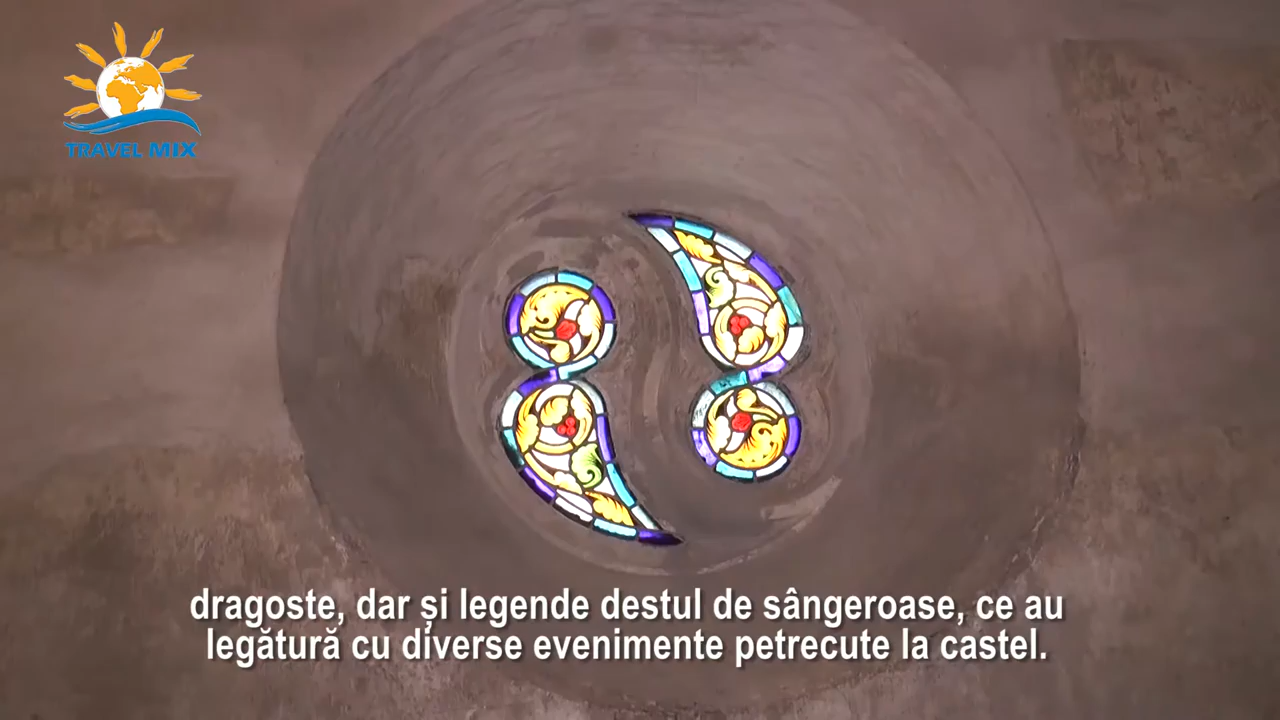 TRAVEL MIX
dragoste, dar și legende destul de sângeroase, ce au
legătură cu diverse evenimente petrecute la castel.